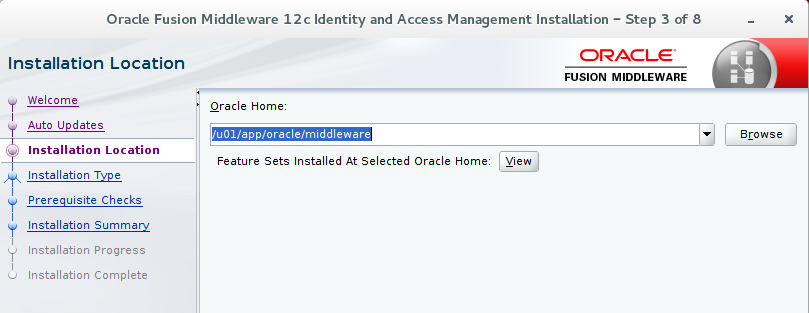 Oracle Fusion Middleware 12c Identity and Access Management Installation – Step 3 of 8
Installation Location
ORACLE
FUSION MIDDLEWARE
Welcome
Auto Updates
Installation Location
Installation Type
Prerequisite Checks
Installation Summary
Installation Progress
Installation Complete
Oracle Home:
/u01/app/oracle/middleware
Browse
Feature Sets Installed At Selected Oracle Home:
View